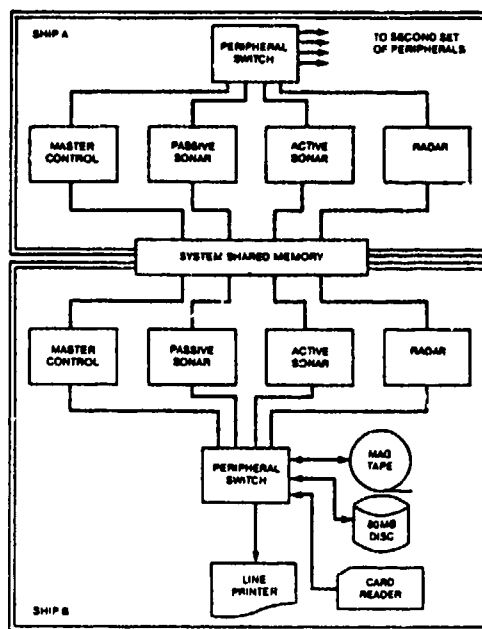 SHIP A
PERIPHERAL
SWITCH
TO SECOND SET
OF PERIPHERALS
MASTER
CONTROL
PASSIVE
SONAR
ACTIVE
SONAR
RADAR
SYSTEM SHARED MEMORY
MASTER
CONTROL
PASSIVE
SONAR
ACTIVE
SONAR
RADAR
PERIPHERAL
SWITCH
MAG
TAPE
80MB
DISC
LINE
PRINTER
CARD
READER
SHIP B